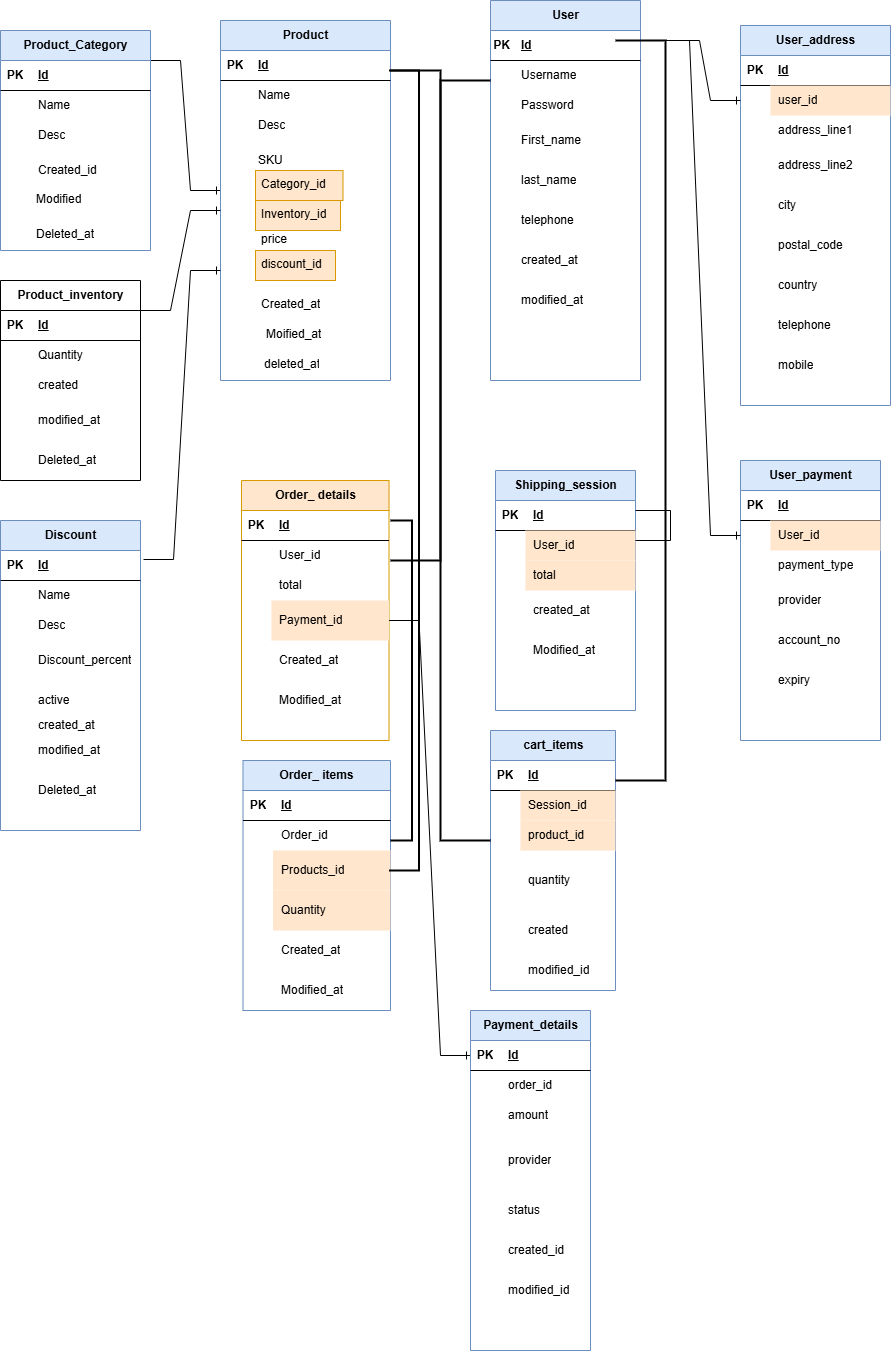 Product_Category
PK Id
Name
Desc
Created_id
Modified
Deleted_at
Product
PK Id
Name
Desc
SKU
Category_id
Inventory_id
price
discount_id
Created_at
Moified_at
deleted_at
User
PK Id
Username
Password
First_name
last_name
telephone
created_at
modified_at
User_address
PK Id
user_id
address_line1
address_line2
city
postal_code
country
telephone
mobile
Product_inventory
PK Id
Quantity
created
modified_at
Deleted_at
Discount
PK Id
Name
Desc
Discount_percent
active
created_at
modified_at
Deleted_at
Order_ details
PK Id
User_id
total
Payment_id
Created_at
Modified_at
Shipping_session
PK Id
User_id
total
created_at
Modified_at
User_payment
PK Id
User_id
payment_type
provider
account_no
expiry
Order_ items
PK Id
Order_id
Products_id
Quantity
Created_at
Modified_at
cart_items
PK Id
Session_id
product_id
quantity
created
modified_id
Payment_details
PK Id
order_id
amount
provider
status
created_id
modified_id